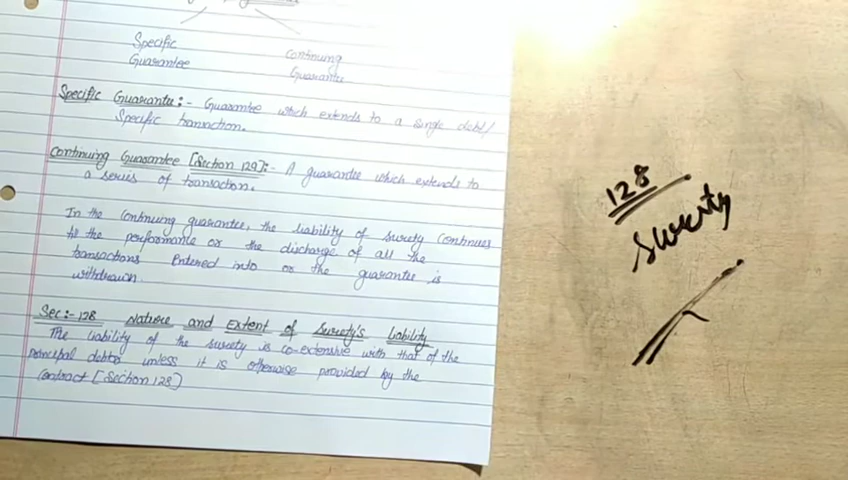 Specific
Guarantee
Continuing
Guarantee
Specific Guarantee:- Guarantee which extends to a single debt/
Specific transaction.
Continuing Guarantee [Section 129]:- A guarantee which extends to
a series of transaction.
In the Continuing guarantee, the liability of surety continues
till the performance or the discharge of all the
transactions entered into or the guarantee is
withdrawn.
Sec:- 128 Nature and Extent of Surety's liability
The liability of the surety is co-extensive with that of the
principal debtor unless it is otherwise provided by the
Contract [Section 128]
128
Surety